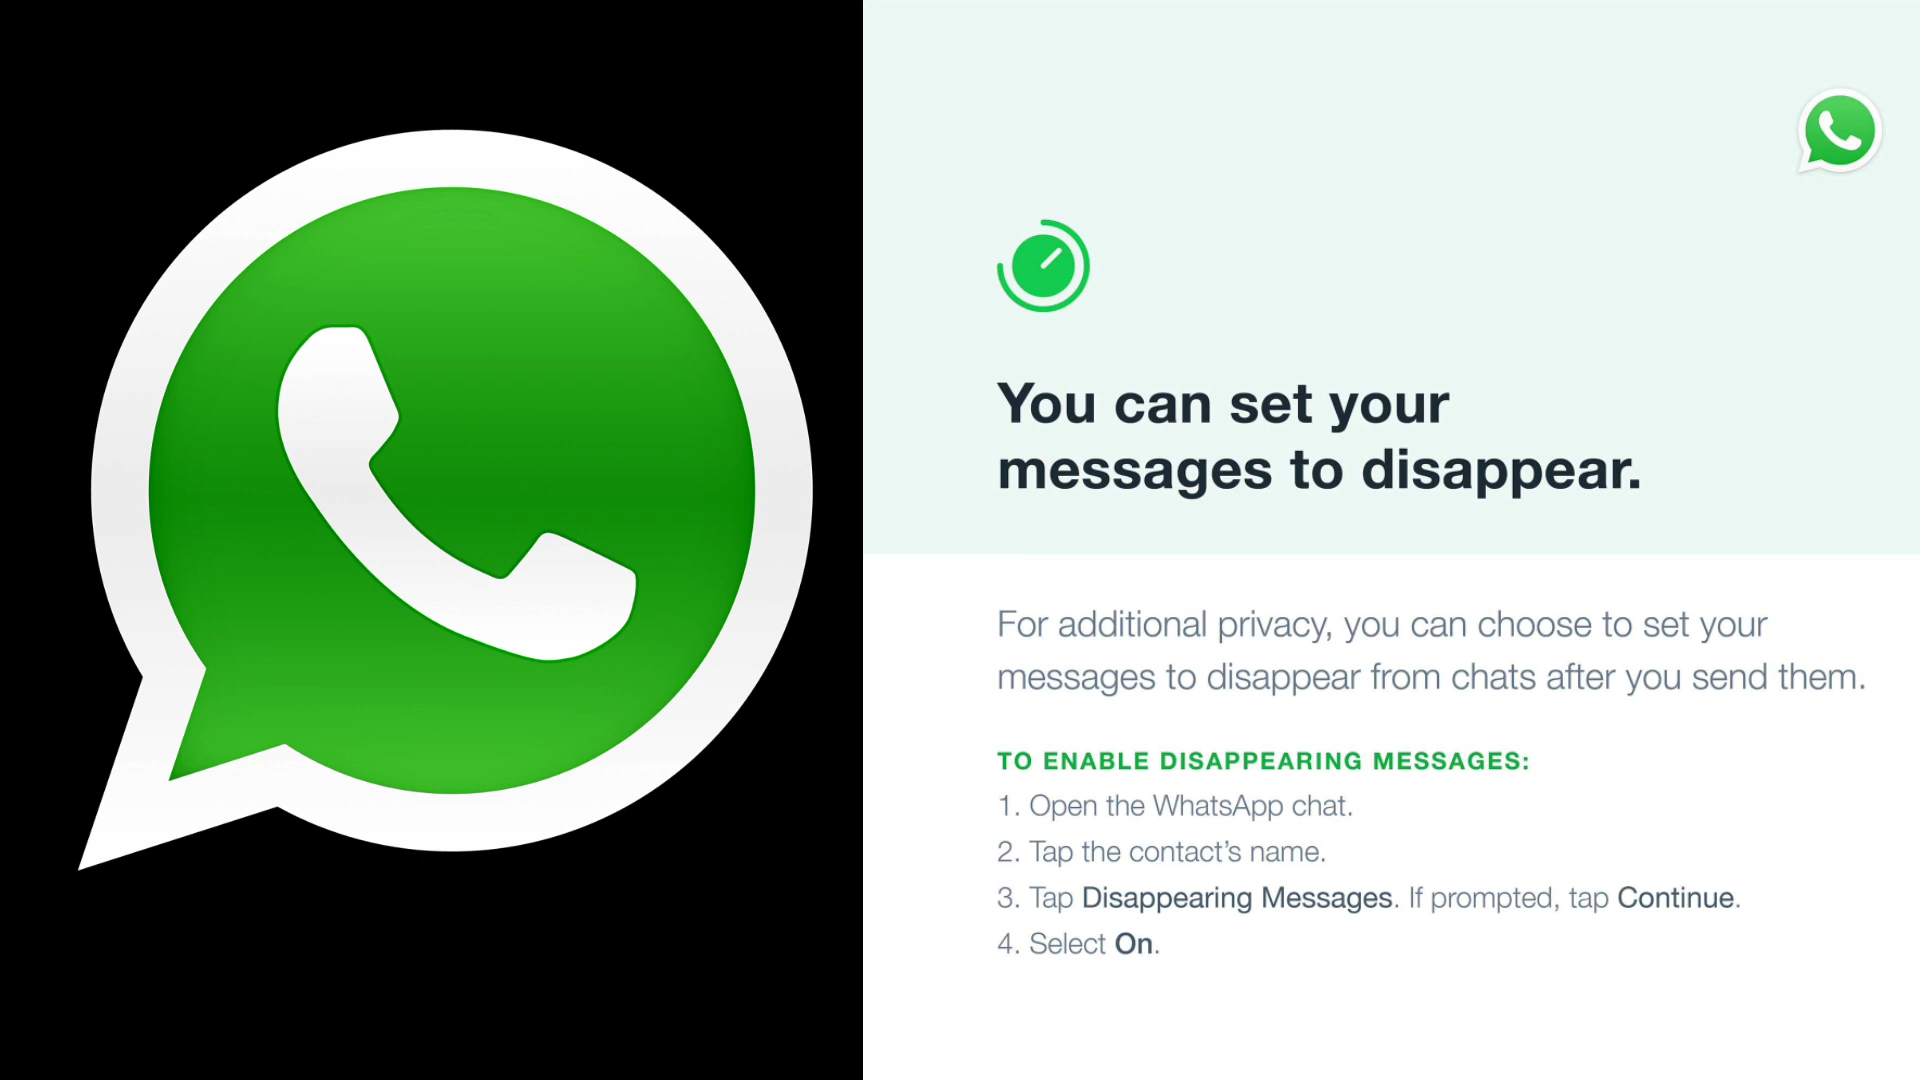 You can set your
messages to disappear.
For additional privacy, you can choose to set your
messages to disappear from chats after you send them.
TO ENABLE DISAPPEARING MESSAGES:
1. Open the WhatsApp chat.
2. Tap the contact’s name.
3. Tap Disappearing Messages. If prompted, tap Continue.
4. Select On.